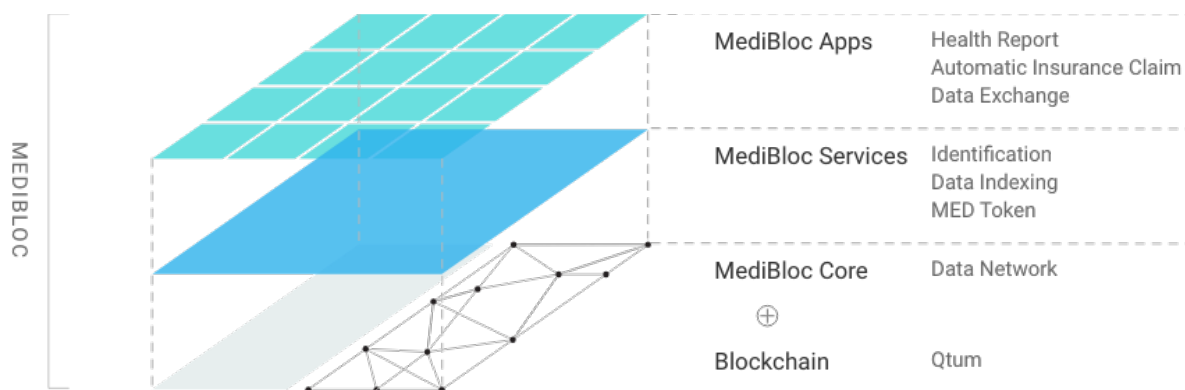 MEDIBLOC
MediBloc Apps
Health Report
Automatic Insurance Claim
Data Exchange
MediBloc Services
Identification
Data Indexing
MED Token
MediBloc Core
Data Network
Blockchain
Qtum